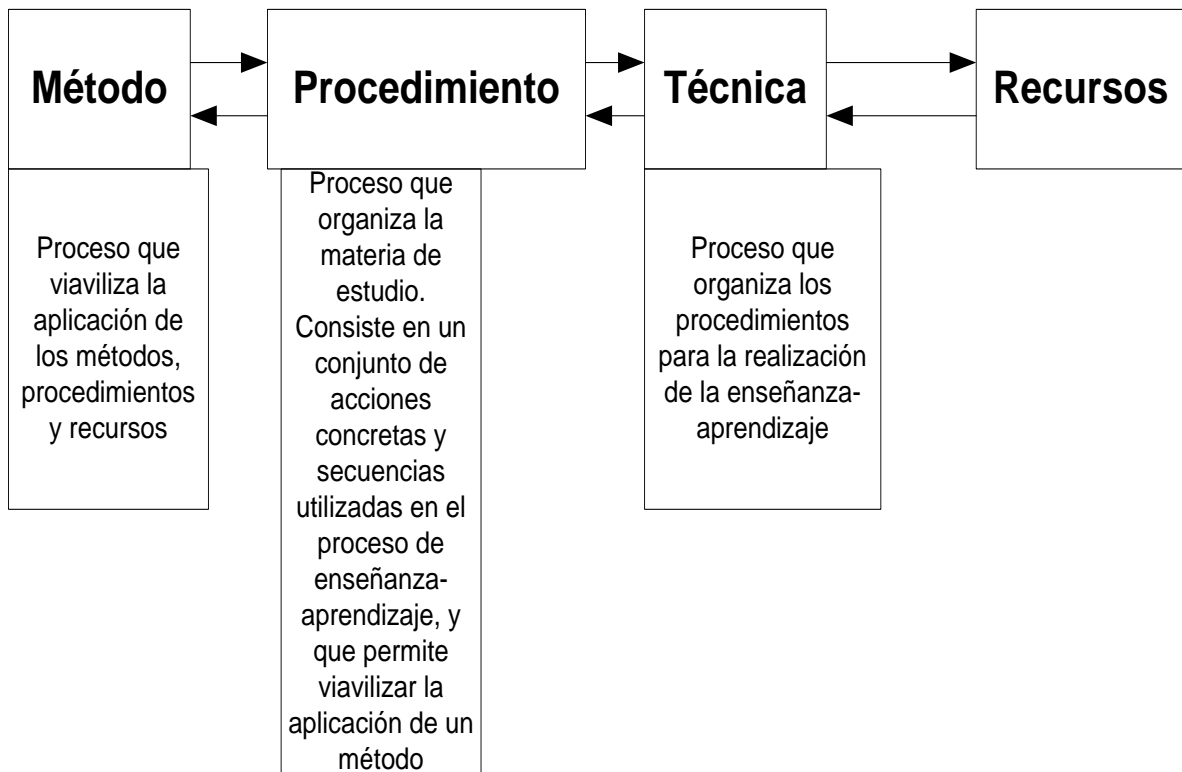 Método
Procedimiento
Técnica
Recursos
Proceso que
viaviliza la
aplicación de
los métodos,
procedimientos
y recursos
Proceso que
organiza la
materia de
estudio.
Consiste en un
conjunto de
acciones
concretas y
secuencias
utilizadas en el
proceso de
enseñanza-
aprendizaje, y
que permite
viavilizar la
aplicación de un
método
Proceso que
organiza los
procedimientos
para la realización
de la enseñanza-
aprendizaje